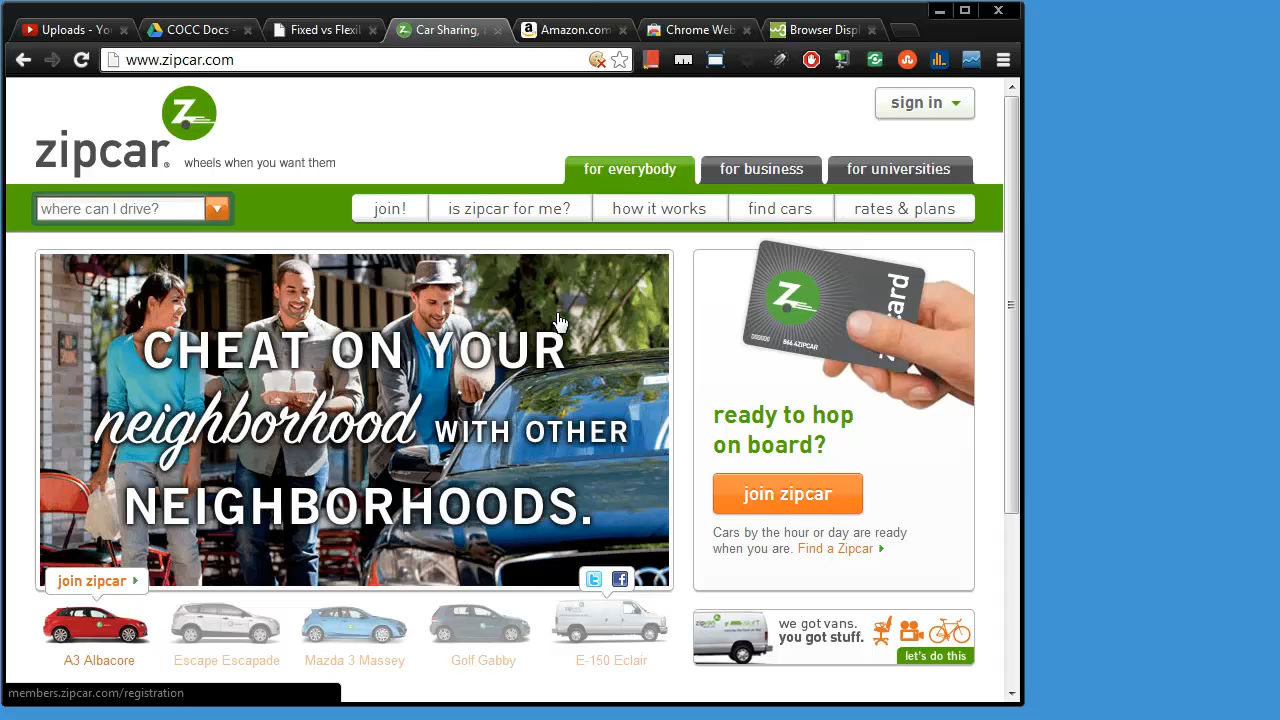 Uploads - Yo
COCC Docs -
Fixed vs Flexil
Car Sharing,
Amazon.com
Chrome Web
Browser Displ
www.zipcar.com
sign in
zipcar®
wheels when you want them
for everybody
for business
for universities
where can I drive?
join!
is zipcar for me?
how it works
find cars
rates & plans
CHEAT ON YOUR
neighborhood WITH OTHER
NEIGHBORHOODS.
866.4ZIPCAR
ready to hop
on board?
join zipcar
Cars by the hour or day are ready
when you are. Find a Zipcar
join zipcar
A3 Albacore
Escape Escapade
Mazda 3 Massey
Golf Gabby
E-150 Eclair
we got vans.
you got stuff.
let's do this
members.zipcar.com/registration